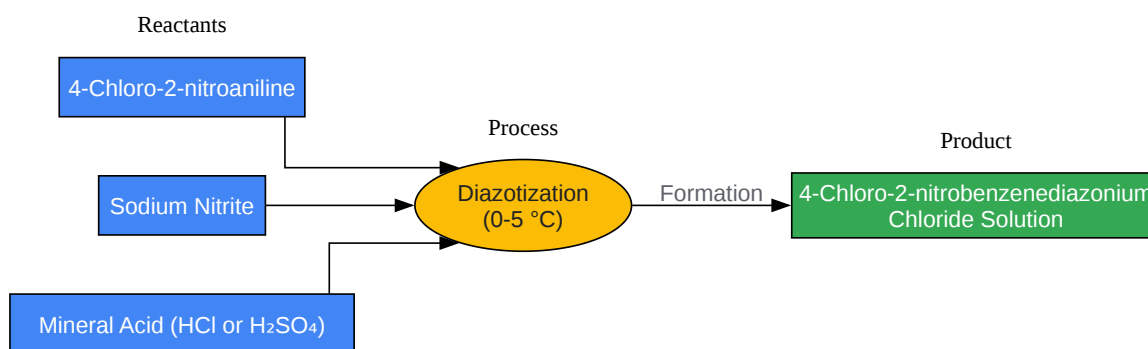 Reactants
4-Chloro-2-nitroaniline
Sodium Nitrite
Mineral Acid (HCl or H₂SO₄)
Process
Diazotization
(0-5 °C)
Formation
Product
4-Chloro-2-nitrobenzenediazonium
Chloride Solution